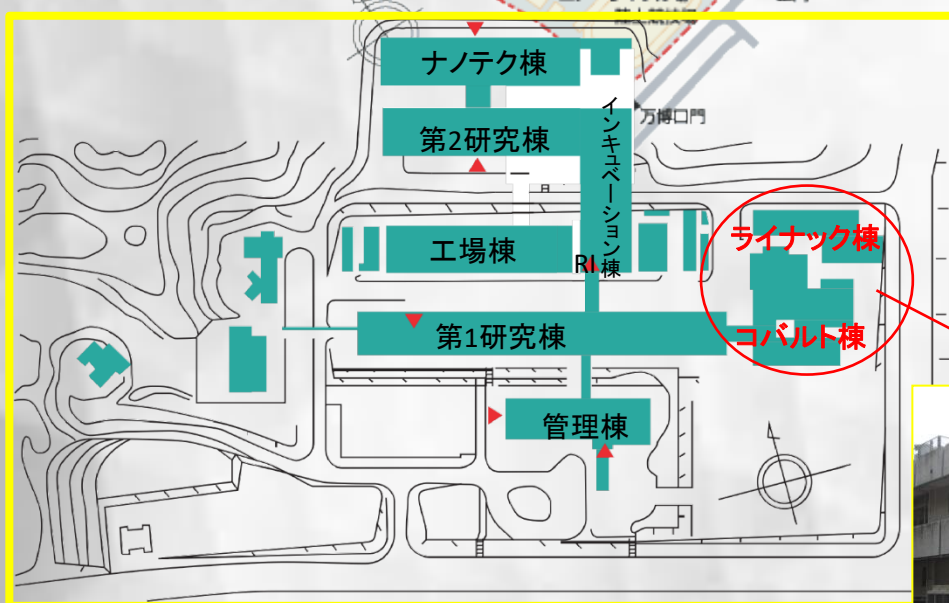 ナノテク棟
万博口門
第2研究棟
インキュベーション棟
工場棟
RI
ライナック棟
第1研究棟
コバルト棟
管理棟